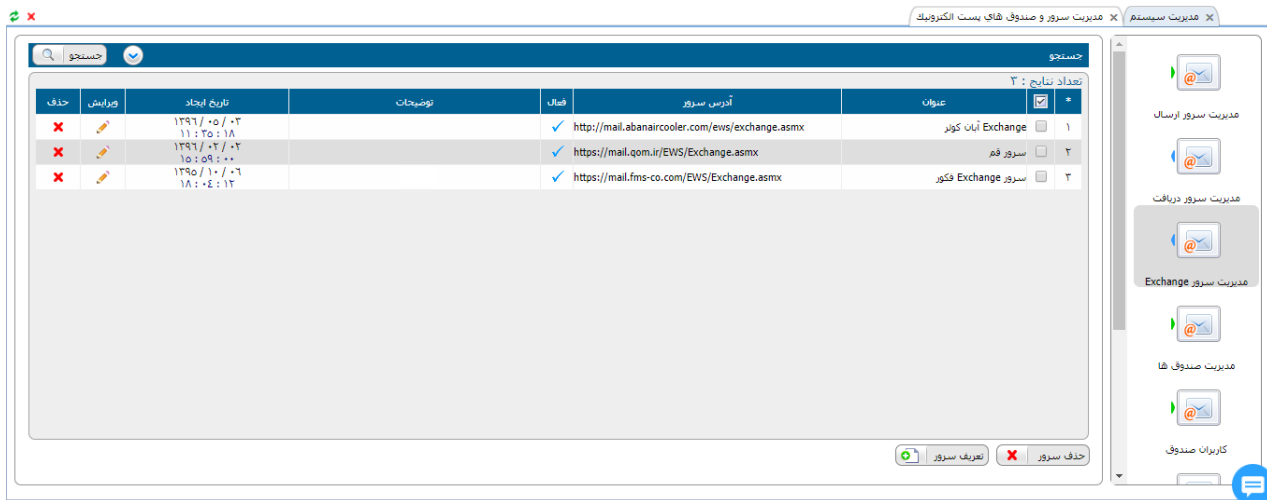 مدیریت سیستم
مدیریت سرور و صندوق های پست الکترونیك
جستجو
جستجو
تعداد نتایج : ۳
* عنوان آدرس سرور فعال توضیحات تاریخ ایجاد ویرایش حذف
۱ Exchange آبان کولر http://mail.abanaircooler.com/ews/exchange.asmx ۱۳۹۶/۰۵/۰۳
۱۱:۳۵:۱۸
۲ سرور قم https://mail.qom.ir/EWS/Exchange.asmx ۱۳۹۶/۰۲/۰۲
۱۵:۰۹:۰۰
۳ سرور Exchange فکور https://mail.fms-co.com/EWS/Exchange.asmx ۱۳۹۵/۱۰/۰۶
۱۸:۰۴:۱۲
حذف سرور
تعریف سرور
مدیریت سرور ارسال
مدیریت سرور دریافت
مدیریت سرور Exchange
مدیریت صندوق ها
کاربران صندوق